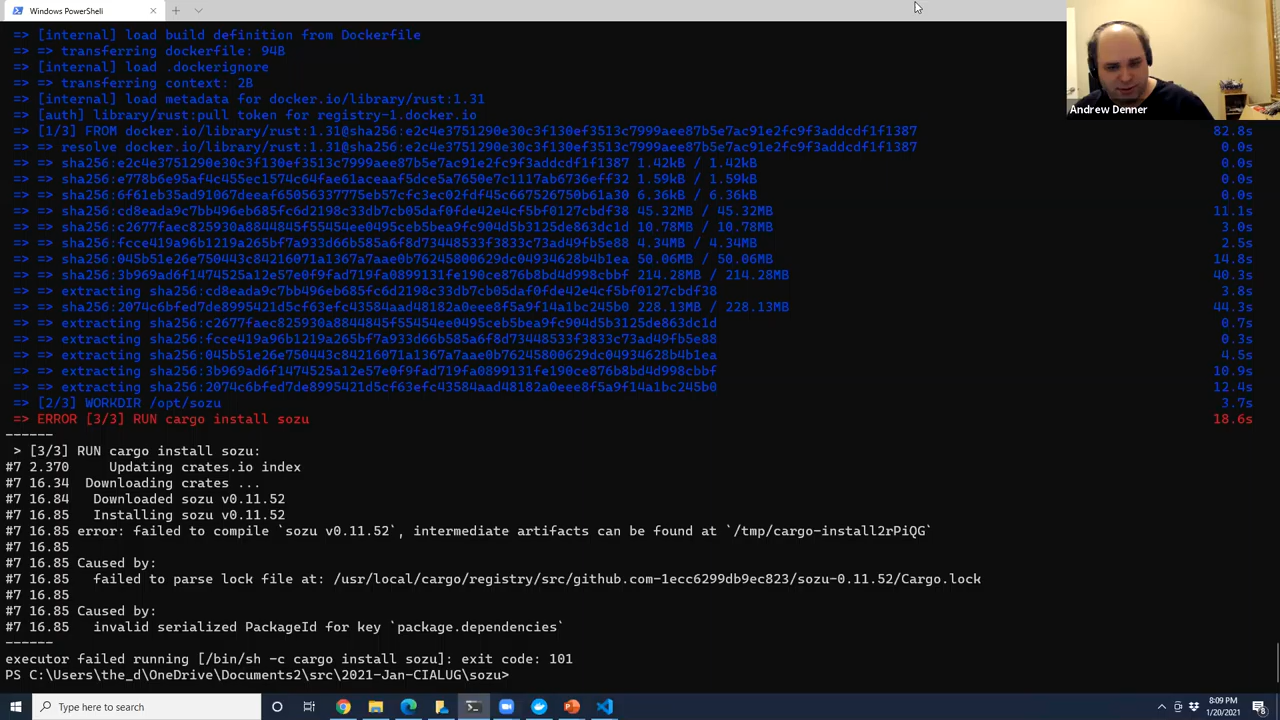 Windows PowerShell
=> [internal] load build definition from Dockerfile
=> => transferring dockerfile: 94B
=> [internal] load .dockerignore
=> => transferring context: 2B
=> [internal] load metadata for docker.io/library/rust:1.31
=> [auth] library/rust:pull token for registry-1.docker.io
=> [1/3] FROM docker.io/library/rust:1.31@sha256:e2c4e3751290e30c3f130ef3513c7999aee87b5e7ac91e2fc9f3addcdf1f1387 82.8s
=> => resolve docker.io/library/rust:1.31@sha256:e2c4e3751290e30c3f130ef3513c7999aee87b5e7ac91e2fc9f3addcdf1f1387 0.0s
=> => sha256:e2c4e3751290e30c3f130ef3513c7999aee87b5e7ac91e2fc9f3addcdf1f1387 1.42kB / 1.42kB 0.0s
=> => sha256:e778b6e95af4c455ec1574c64fae61aceaaf5dce5a7650e7c1117ab6736eff32 1.59kB / 1.59kB 0.0s
=> => sha256:6f61eb35ad91067deeaf65056337775eb57cfc3ec02fdf45c667526750b61a30 6.36kB / 6.36kB 0.0s
=> => sha256:cd8eada9c7bb496eb685fc6d2198c33db7cb05daf0fde42e4cf5bf0127cbdf38 45.32MB / 45.32MB 11.1s
=> => sha256:c2677faec825930a8844845f55454ee0495ceb5bea9fc904d5b3125de863dc1d 10.78MB / 10.78MB 3.0s
=> => sha256:fcce419a96b1219a265bf7a933d66b585a6f8d73448533f3833c73ad49fb5e88 4.34MB / 4.34MB 2.5s
=> => sha256:045b51e26e750443c84216071a1367a7aae0b76245800629dc04934628b4b1ea 50.06MB / 50.06MB 14.8s
=> => sha256:3b969ad6f1474525a12e57e0f9fad719fa0899131fe190ce876b8bd4d998cbbf 214.28MB / 214.28MB 40.3s
=> => extracting sha256:cd8eada9c7bb496eb685fc6d2198c33db7cb05daf0fde42e4cf5bf0127cbdf38 3.8s
=> => sha256:2074c6bfed7de8995421d5cf63efc43584aad48182a0eee8f5a9f14a1bc245b0 228.13MB / 228.13MB 44.3s
=> => extracting sha256:c2677faec825930a8844845f55454ee0495ceb5bea9fc904d5b3125de863dc1d 0.7s
=> => extracting sha256:fcce419a96b1219a265bf7a933d66b585a6f8d73448533f3833c73ad49fb5e88 0.3s
=> => extracting sha256:045b51e26e750443c84216071a1367a7aae0b76245800629dc04934628b4b1ea 4.5s
=> => extracting sha256:3b969ad6f1474525a12e57e0f9fad719fa0899131fe190ce876b8bd4d998cbbf 10.9s
=> => extracting sha256:2074c6bfed7de8995421d5cf63efc43584aad48182a0eee8f5a9f14a1bc245b0 12.4s
=> [2/3] WORKDIR /opt/sozu 3.7s
=> ERROR [3/3] RUN cargo install sozu 18.6s
------
> [3/3] RUN cargo install sozu:
#7 2.370 Updating crates.io index
#7 16.34 Downloading crates ...
#7 16.84 Downloaded sozu v0.11.52
#7 16.85 Installing sozu v0.11.52
#7 16.85 error: failed to compile `sozu v0.11.52`, intermediate artifacts can be found at `/tmp/cargo-install2rPiQG`
#7 16.85
#7 16.85 Caused by:
#7 16.85 failed to parse lock file at: /usr/local/cargo/registry/src/github.com-1ecc6299db9ec823/sozu-0.11.52/Cargo.lock
#7 16.85
#7 16.85 Caused by:
#7 16.85 invalid serialized PackageId for key `package.dependencies`
------
executor failed running [/bin/sh -c cargo install sozu]: exit code: 101
PS C:\Users\the_d\OneDrive\Documents2\src\2021-Jan-CIALUG\sozu>
Andrew Denner
Type here to search
8:09 PM
1/20/2021
8